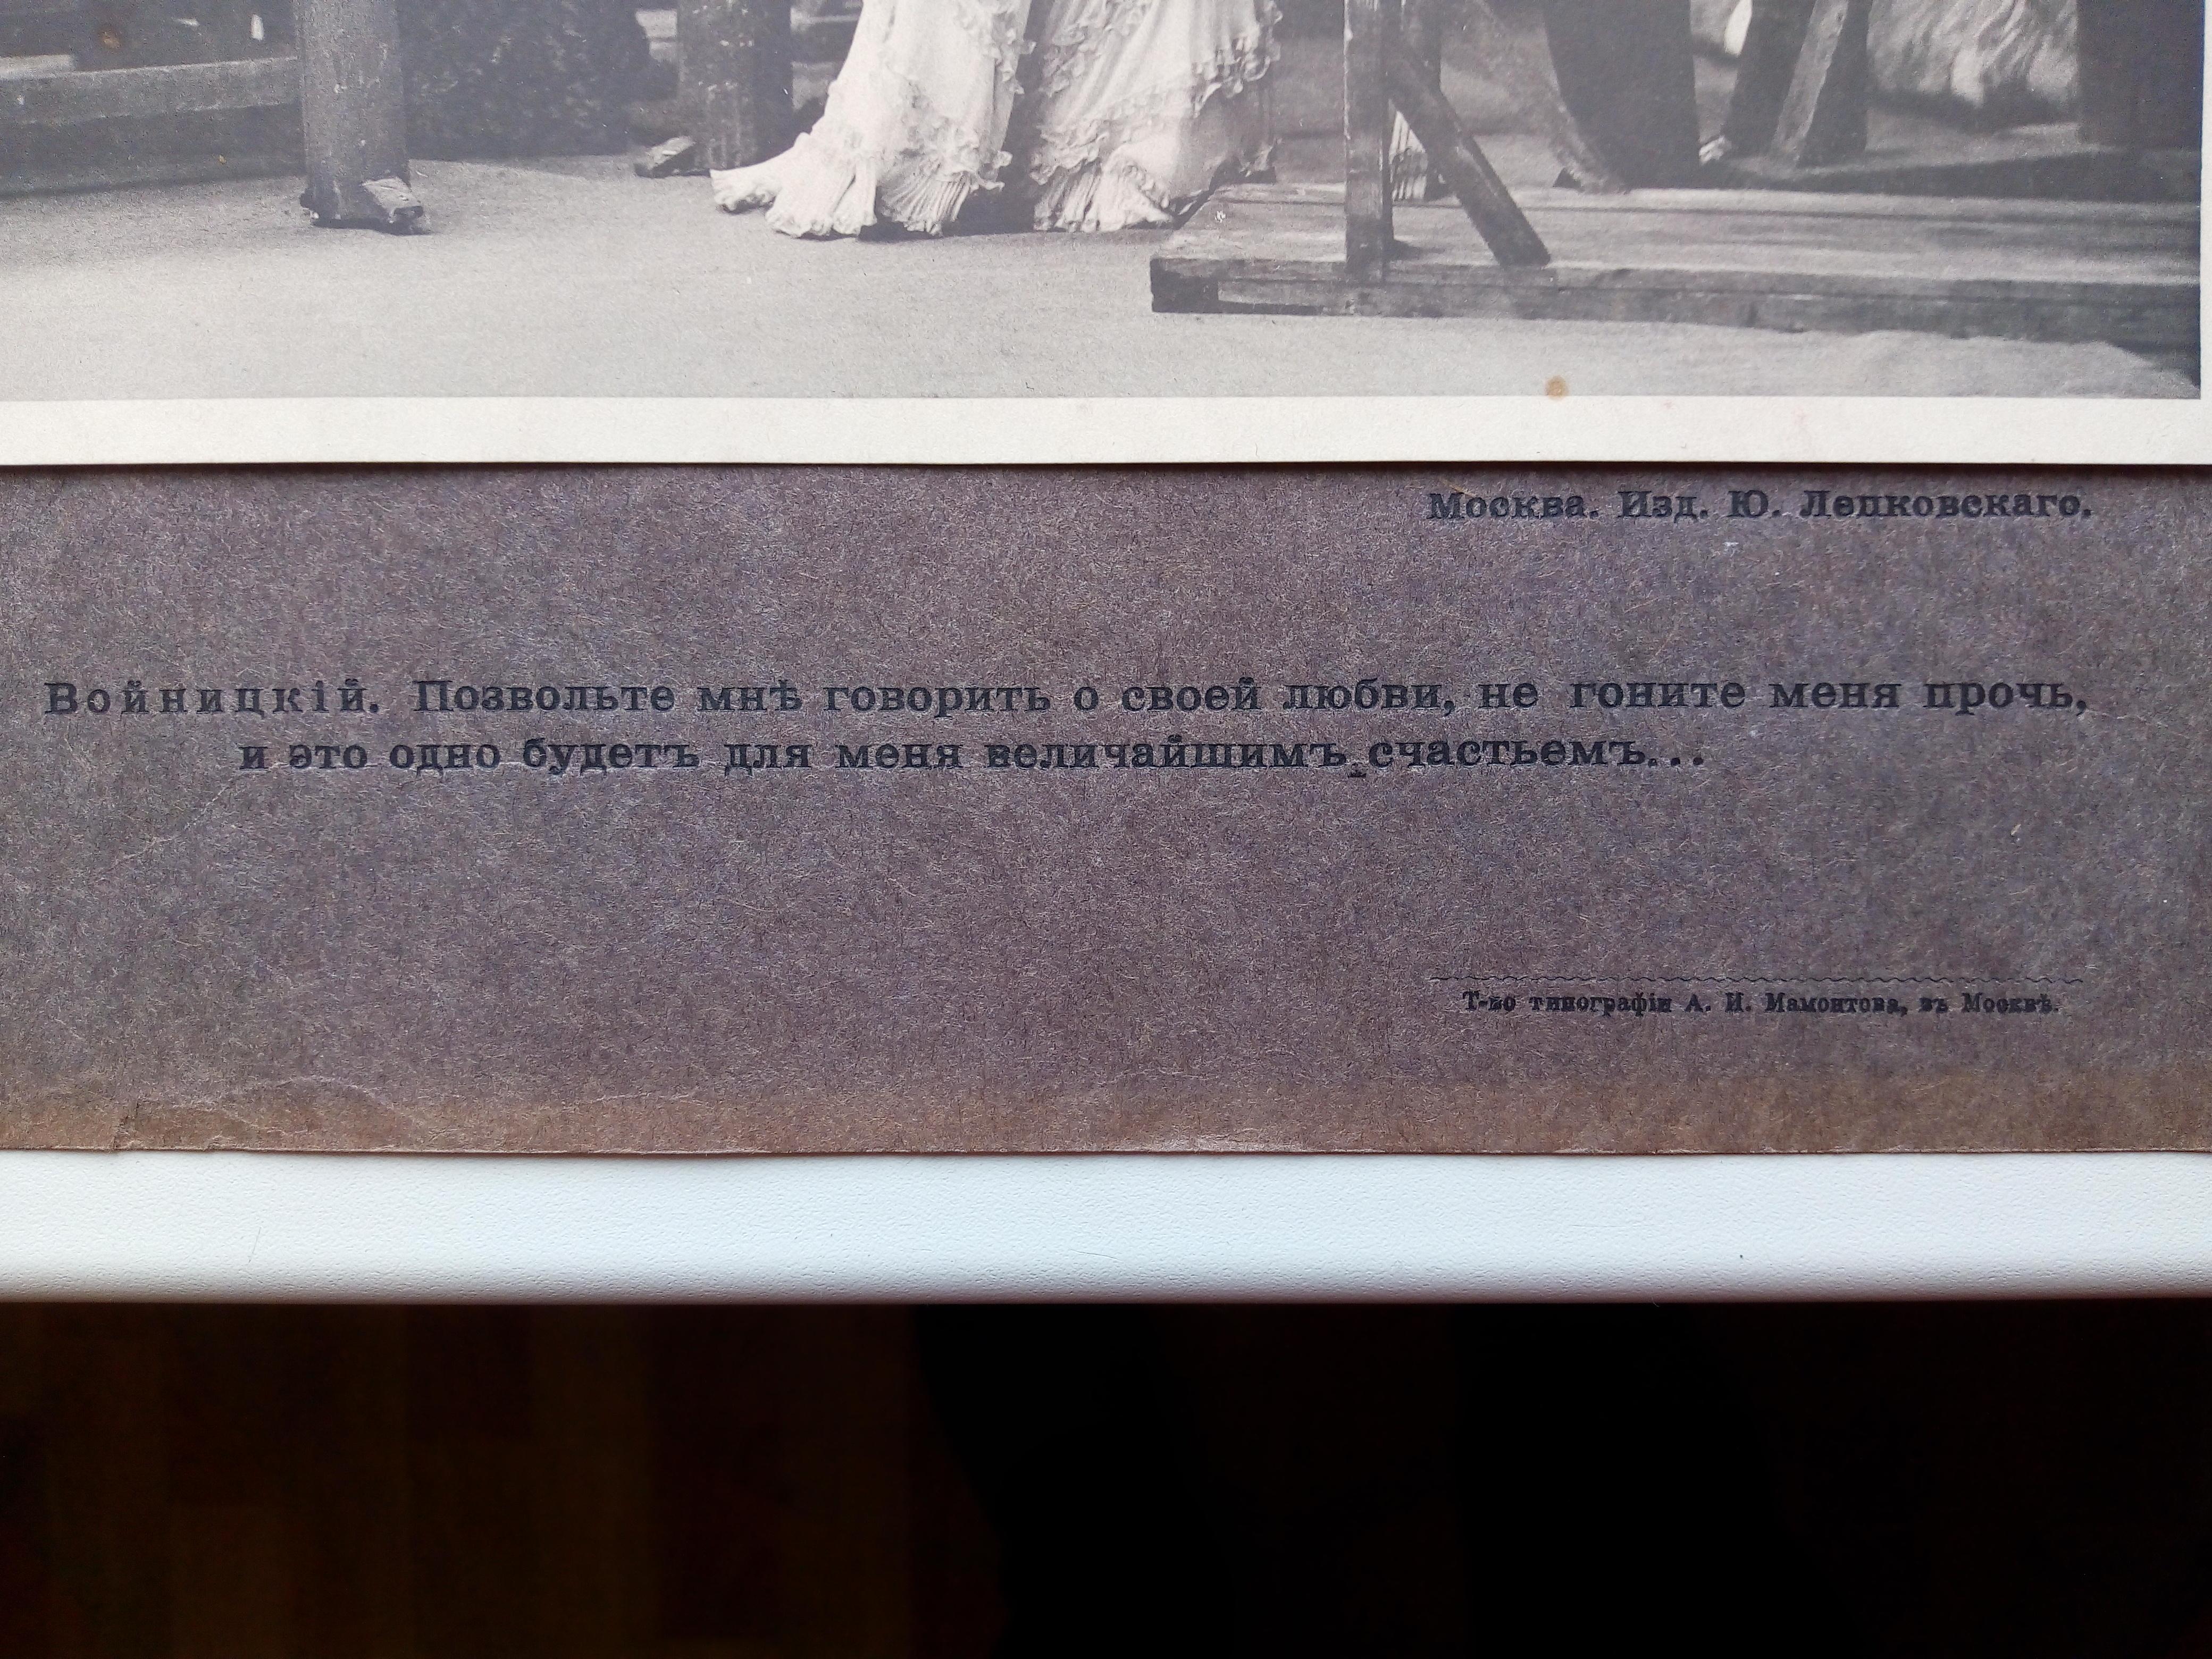 Москва. Изд. Ю. Лепковскаго.
Войницкій. Позвольте мнѣ говорить о своей любви, не гоните меня прочь,
и это одно будетъ для меня величайшимъ счастьемъ...
Т-во типографіи А. И. Мамонтова, въ Москвѣ.